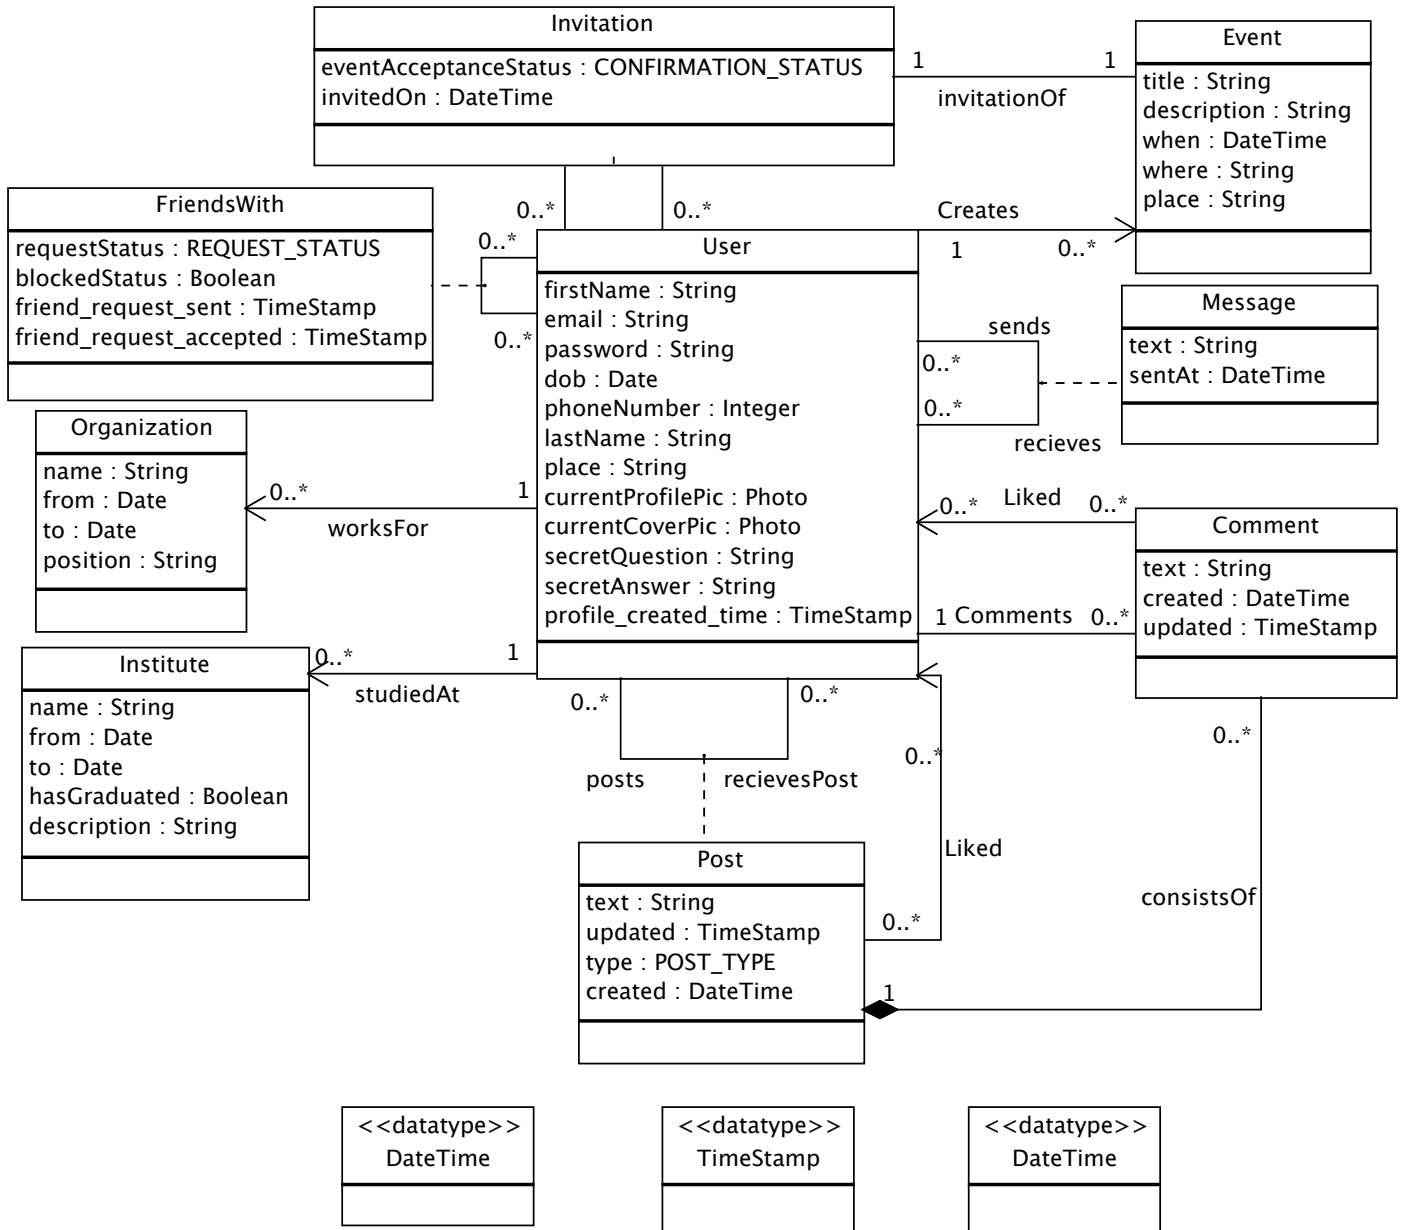 Invitation
eventAcceptanceStatus : CONFIRMATION_STATUS
invitedOn : DateTime
1
1
invitationOf
Event
title : String
description : String
when : DateTime
where : String
place : String
FriendsWith
requestStatus : REQUEST_STATUS
blockedStatus : Boolean
friend_request_sent : TimeStamp
friend_request_accepted : TimeStamp
0..*
0..*
0..*
0..*
Creates
1
0..*
User
firstName : String
email : String
password : String
dob : Date
phoneNumber : Integer
lastName : String
place : String
currentProfilePic : Photo
currentCoverPic : Photo
secretQuestion : String
secretAnswer : String
profile_created_time : TimeStamp
sends
0..*
0..*
recieves
Message
text : String
sentAt : DateTime
Organization
name : String
from : Date
to : Date
position : String
0..*
1
worksFor
0..*
Liked
0..*
Comment
text : String
created : DateTime
updated : TimeStamp
1 Comments
0..*
Institute
name : String
from : Date
to : Date
hasGraduated : Boolean
description : String
0..*
1
studiedAt
0..*
0..*
posts
recievesPost
0..*
0..*
Liked
consistsOf
Post
text : String
updated : TimeStamp
type : POST_TYPE
created : DateTime
0..*
1
<<datatype>>
DateTime
<<datatype>>
TimeStamp
<<datatype>>
DateTime